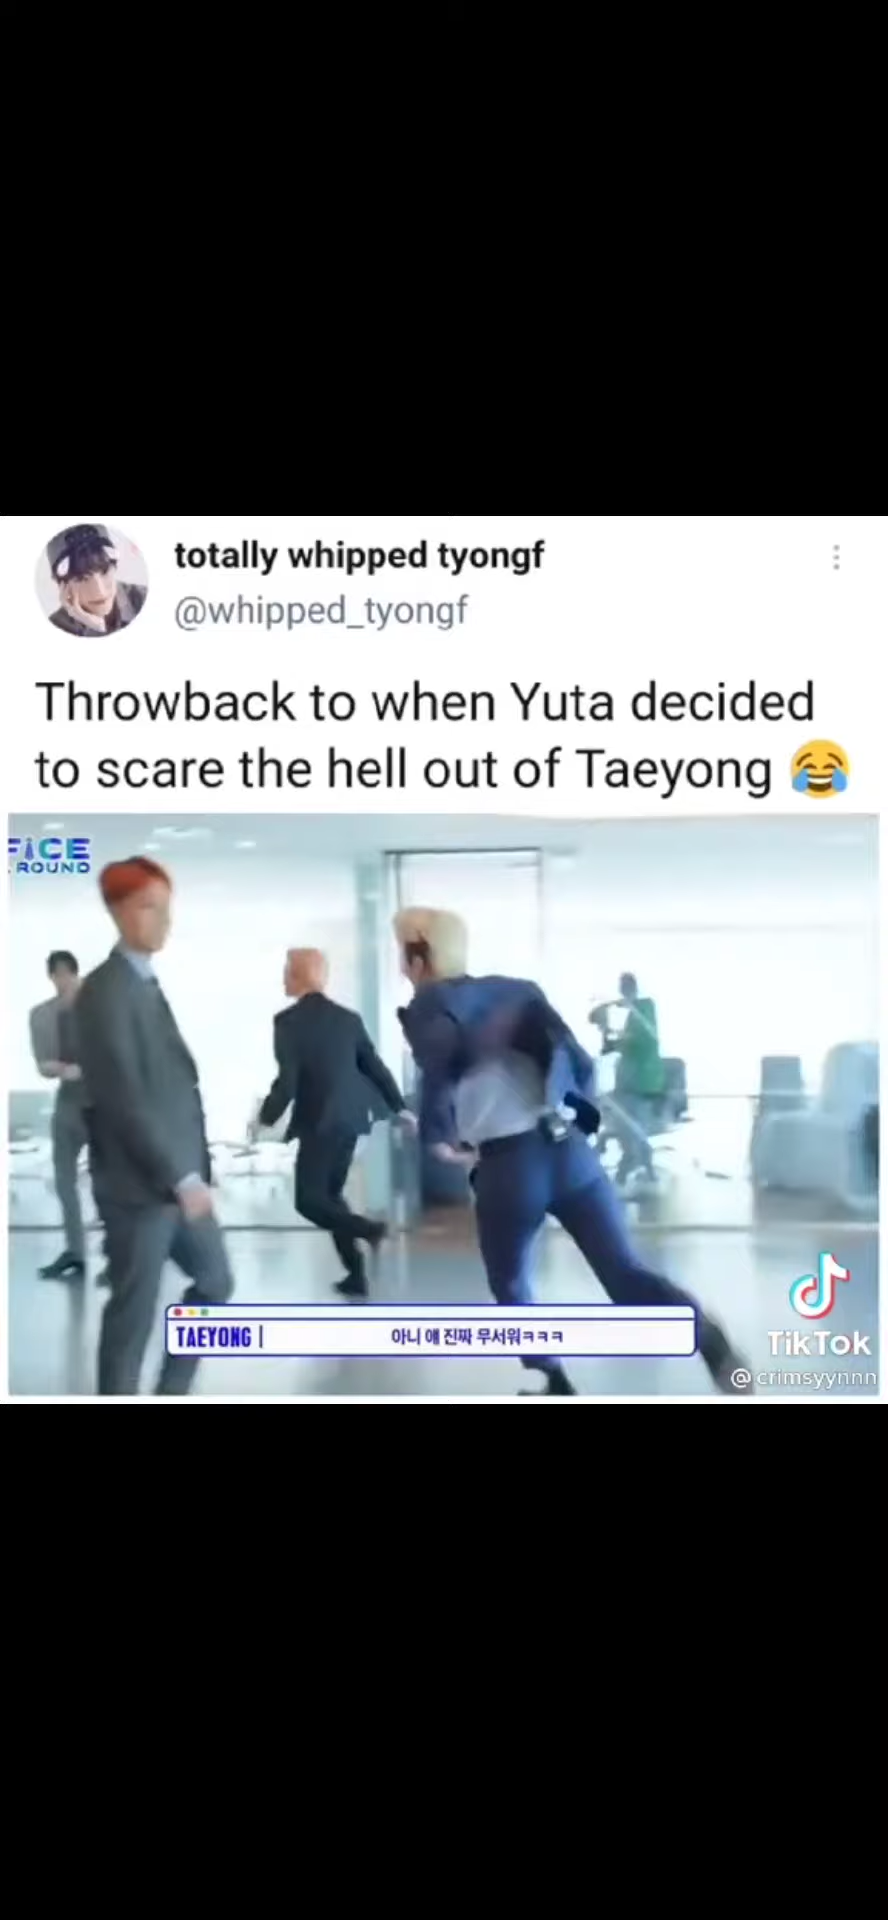 totally whipped tyongf
@whipped_tyongf
Throwback to when Yuta decided
to scare the hell out of Taeyong 😂
FICE
ROUND
TAEYONG | 아니 얘 진짜 무서워ㅋㅋㅋ
TikTok
@crimsyynnn